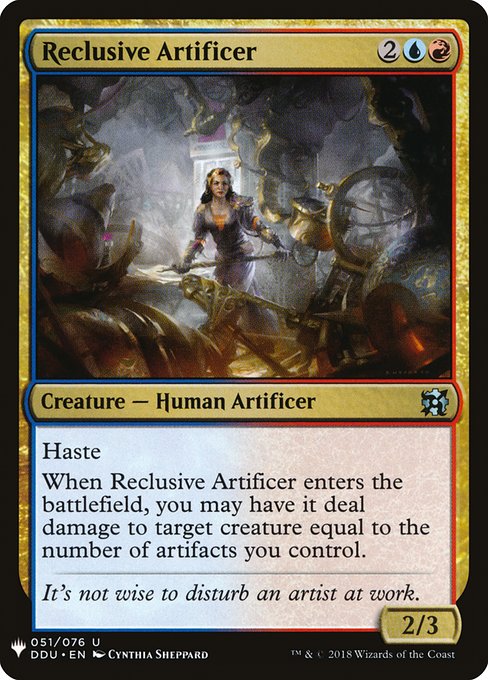 Reclusive Artificer 2
Creature — Human Artificer
Haste
When Reclusive Artificer enters the
battlefield, you may have it deal
damage to target creature equal to the
number of artifacts you control.
It's not wise to disturb an artist at work.
2/3
051/076 U
DDU • EN Cynthia Sheppard
™ & © 2018 Wizards of the Coast